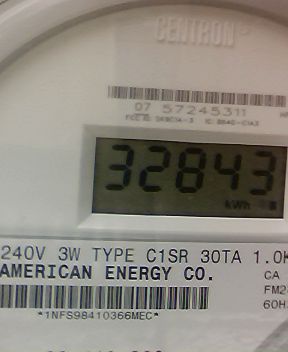 CENTRON
07 57245311
32843
kWh
240V 3W TYPE C1SR 30TA 1.0K
AMERICAN ENERGY CO.
CA
FM2
60H
*1NFS98410366MEC*